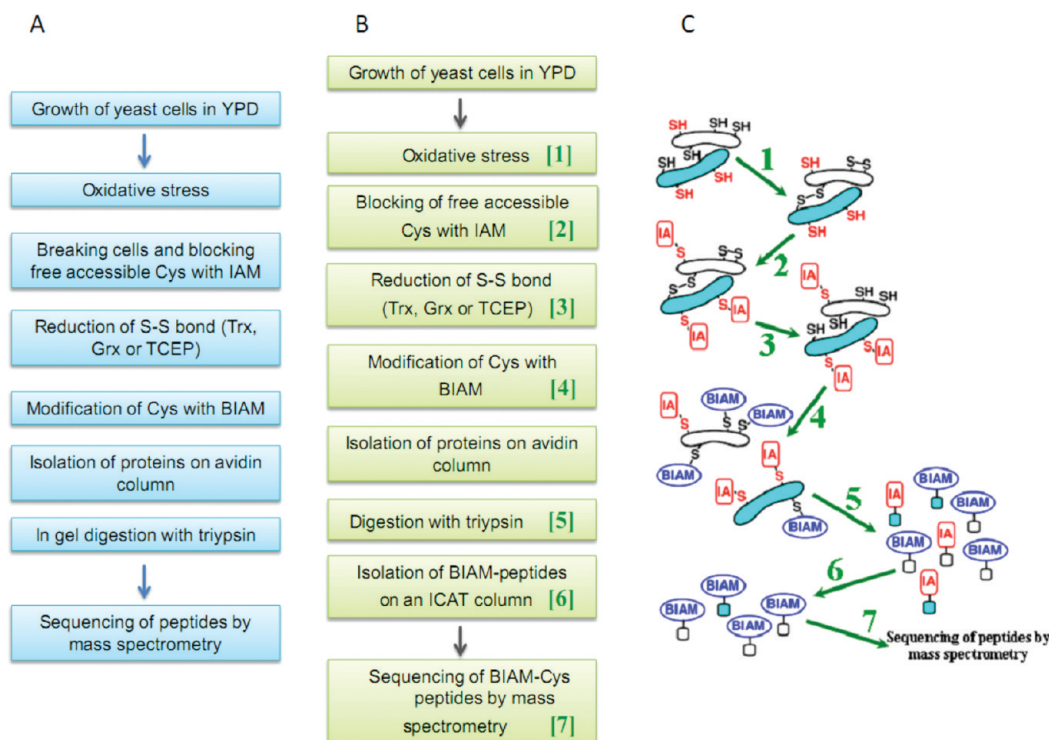 A
Growth of yeast cells in YPD
Oxidative stress
Breaking cells and blocking
free accessible Cys with IAM
Reduction of S-S bond (Trx,
Grx or TCEP)
Modification of Cys with BIAM
Isolation of proteins on avidin
column
In gel digestion with triypsin
Sequencing of peptides by
mass spectrometry
B
Growth of yeast cells in YPD
Oxidative stress [1]
Blocking of free accessible
Cys with IAM [2]
Reduction of S-S bond
(Trx, Grx or TCEP) [3]
Modification of Cys with
BIAM [4]
Isolation of proteins on avidin
column
Digestion with triypsin [5]
Isolation of BIAM-peptides
on an ICAT column [6]
Sequencing of BIAM-Cys
peptides by mass
spectrometry [7]
C
SH SH SH
SH SH
SH SH
1
SH S-S
S-S
SH SH
2
IA
S S-S
S-S
S S-IA
IA
3
IA
S SH SH
SH SH
S S
IA IA
4
BIAM BIAM
IA
S S S
S
BIAM
IA
S
IA-S
S
BIAM
5
IA BIAM
BIAM
BIAM IA BIAM
IA
6
BIAM BIAM BIAM
BIAM BIAM
7
Sequencing of peptides by
mass spectrometry